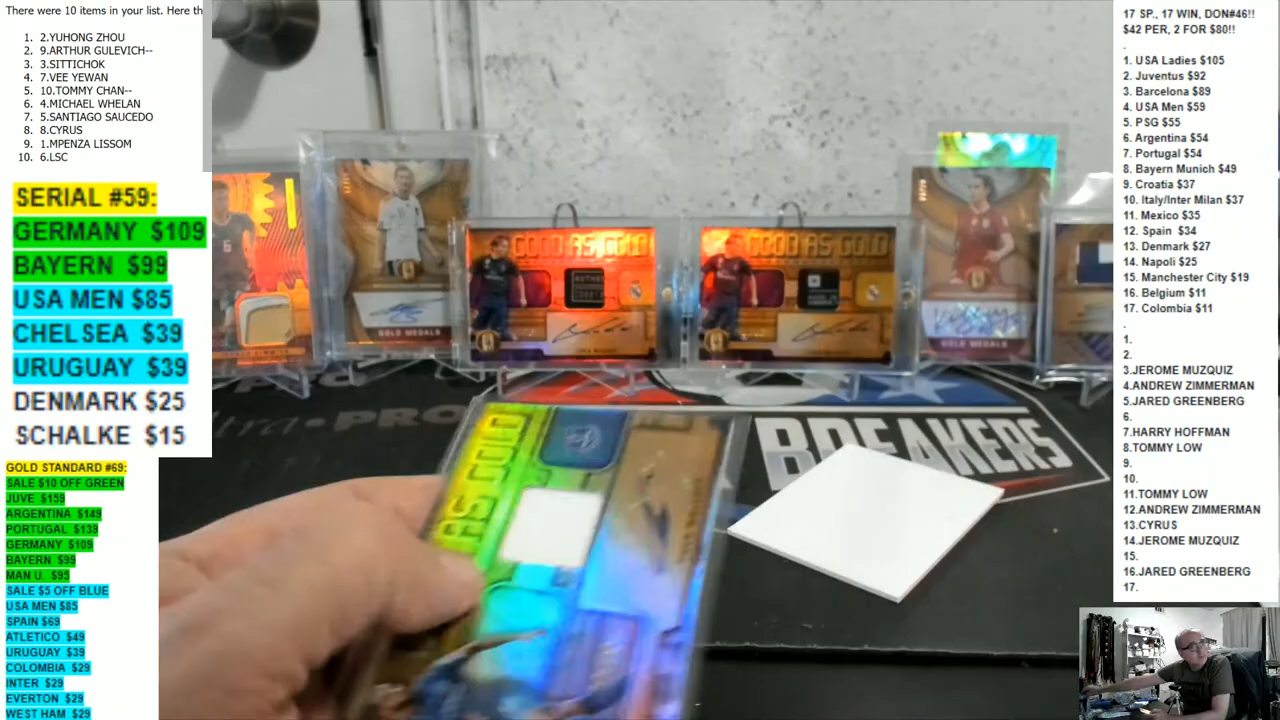 There were 10 items in your list. Here th
1. 2.YUHONG ZHOU
2. 9.ARTHUR GULEVICH--
3. 3.SITTICHOK
4. 7.VEE YEWAN
5. 10.TOMMY CHAN--
6. 4.MICHAEL WHELAN
7. 5.SANTIAGO SAUCEDO
8. 8.CYRUS
9. 1.MPENZA LISSOM
10. 6.LSC
SERIAL #59:
GERMANY $109
BAYERN $99
USA MEN $85
CHELSEA $39
URUGUAY $39
DENMARK $25
SCHALKE $15
GOLD STANDARD #69:
SALE $10 OFF GREEN
JUVE $159
ARGENTINA $149
PORTUGAL $139
GERMANY $109
BAYERN $99
MAN U. $95
SALE $5 OFF BLUE
USA MEN $85
SPAIN $69
ATLETICO $49
URUGUAY $39
COLOMBIA $29
INTER $29
EVERTON $29
WEST HAM $29
GOLD MEDALS
GOOD AS GOLD
GOOD AS GOLD
GOLD MEDALS
PRO
BREAKERS
AS GOLD
17 SP., 17 WIN, DON#46!!
$42 PER, 2 FOR $80!!
.
1. USA Ladies $105
2. Juventus $92
3. Barcelona $89
4. USA Men $59
5. PSG $55
6. Argentina $54
7. Portugal $54
8. Bayern Munich $49
9. Croatia $37
10. Italy/Inter Milan $37
11. Mexico $35
12. Spain $34
13. Denmark $27
14. Napoli $25
15. Manchester City $19
16. Belgium $11
17. Colombia $11
.
1.
2.
3.JEROME MUZQUIZ
4.ANDREW ZIMMERMAN
5.JARED GREENBERG
6.
7.HARRY HOFFMAN
8.TOMMY LOW
9.
10.
11.TOMMY LOW
12.ANDREW ZIMMERMAN
13.CYRUS
14.JEROME MUZQUIZ
15.
16.JARED GREENBERG
17.